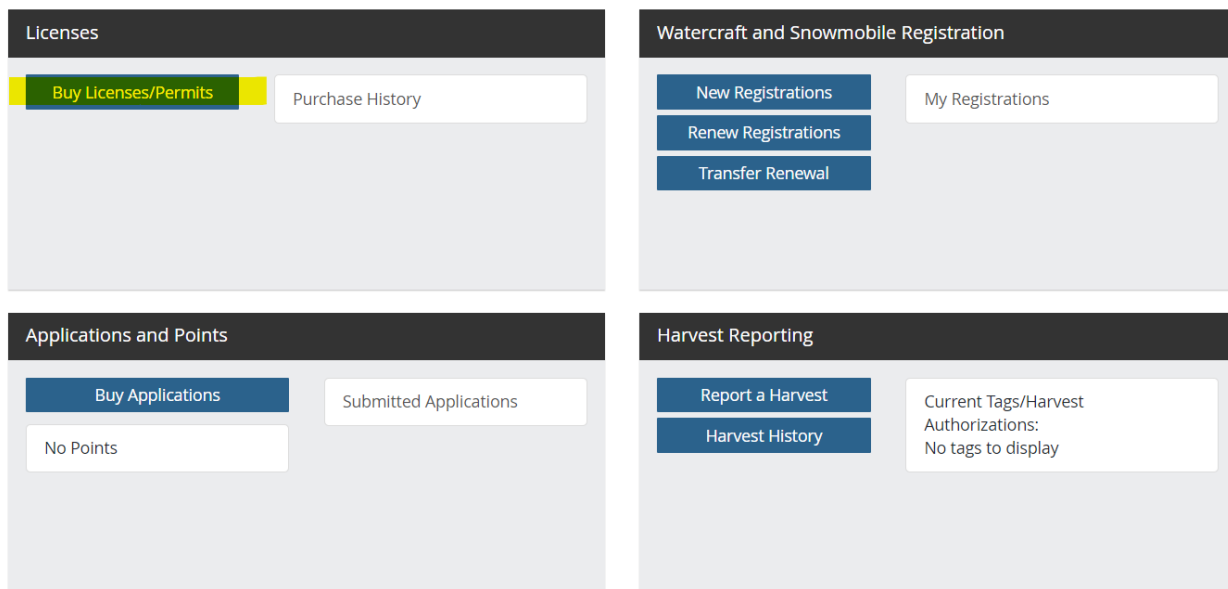 Licenses
Buy Licenses/Permits
Purchase History
Watercraft and Snowmobile Registration
New Registrations
Renew Registrations
Transfer Renewal
My Registrations
Applications and Points
Buy Applications
No Points
Submitted Applications
Harvest Reporting
Report a Harvest
Harvest History
Current Tags/Harvest
Authorizations:
No tags to display